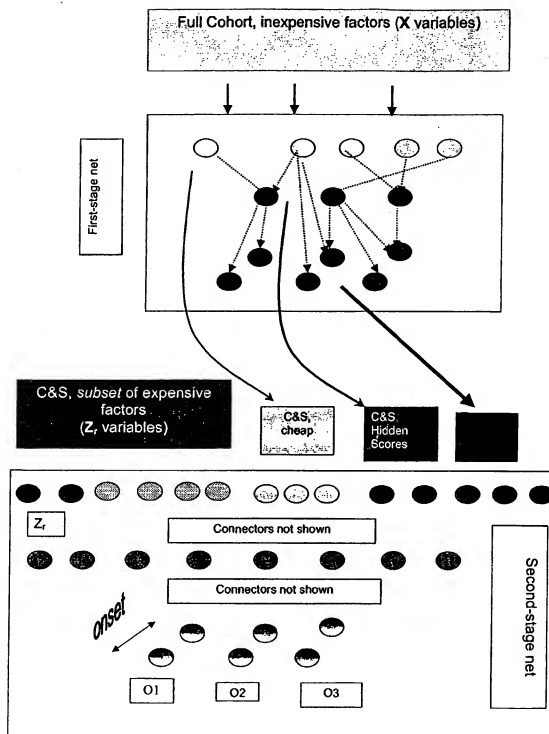 Full Cohort, inexpensive factors (X variables)
First-stage net
C&S, subset of expensive
factors
(Zr variables)
C&S,
cheap
C&S,
Hidden
Scores
Zr
Connectors not shown
Connectors not shown
onset
O1
O2
O3
Second-stage net